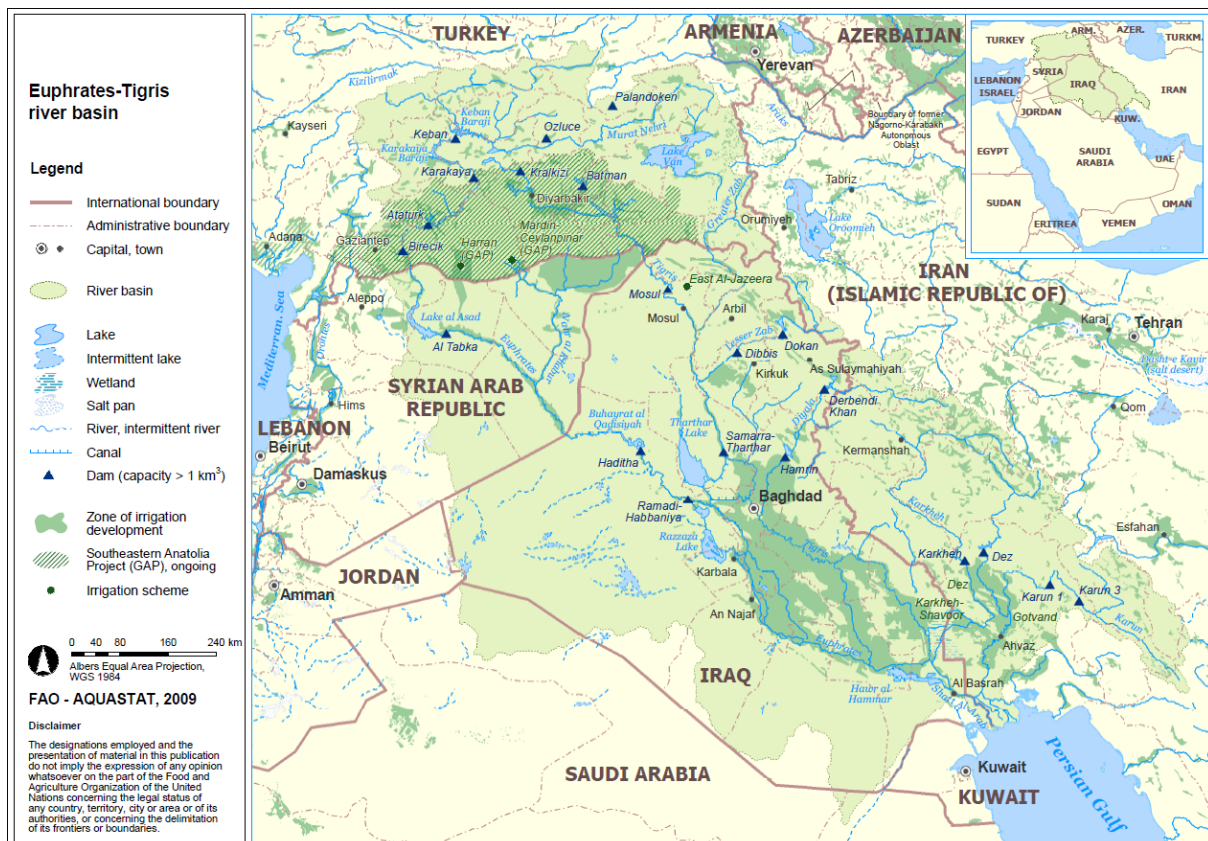 Euphrates-Tigris
river basin
Legend
International boundary
Administrative boundary
Capital, town
River basin
Lake
Intermittent lake
Wetland
Salt pan
River, intermittent river
Canal
Dam (capacity > 1 km³)
Zone of irrigation
development
Southeastern Anatolia
Project (GAP), ongoing
Irrigation scheme
0 40 80 160 240 km
Albers Equal Area Projection,
WGS 1984
FAO - AQUASTAT, 2009
Disclaimer
The designations employed and the
presentation of material in this publication
do not imply the expression of any opinion
whatsoever on the part of the Food and
Agriculture Organization of the United
Nations concerning the legal status of
any country, territory, city or area or of its
authorities, or concerning the delimitation
of its frontiers or boundaries.
TURKEY
ARMENIA
AZERBAIJAN
Yerevan
Kizilirmak
Palandoken
Araks
Boundary of former
Nagorno-Karabakh
Autonomous
Oblast
Kayseri
Keban
Baraji
Keban
Ozluce
Murat Nehri
Karakaya
Baraji
Lake
Van
Karakaya
Kralkizi
Batman
Diyarbakir
Tabriz
Greater Zab
Ataturk
Orumiyeh
Lake
Oroomieh
Adana
Gaziantep
Birecik
Harran
(GAP)
Mardin-
Ceylanpinar
(GAP)
IRAN
(ISLAMIC REPUBLIC OF)
Tigris
East Al-Jazeera
Mosul
Aleppo
Mosul
Arbil
Lake al Asad
Al Tabka
Euphrates
Nahr al Khabur
Lesser Zab
Dokan
Dibbis
Kirkuk
As Sulaymahiyah
Karaj
Tehran
Dasht-e Kavir
(salt desert)
Mediterran. Sea
Orontes
Hims
SYRIAN ARAB
REPUBLIC
Derbendi
Khan
Diyala
Qom
LEBANON
Beirut
Damaskus
Buhayrat al
Qadisiyah
Haditha
Tharthar
Lake
Samarra-
Tharthar
Hamrin
Kermanshah
Ramadi-
Habbaniya
Baghdad
Karkheh
Esfahan
Razzaza
Lake
Tigris
Karbala
Karkheh
Dez
Dez
Karun 1
Karun 3
JORDAN
Amman
An Najaf
Karkheh-
Shavoor
Gotvand
Karun
Ahvaz
Euphrates
IRAQ
Hawr al
Hammar
Al Basrah
Shatt Al Arab
SAUDI ARABIA
Kuwait
KUWAIT
Persian Gulf
TURKEY
ARM.
AZER.
TURKM.
LEBANON
SYRIA
ISRAEL
IRAQ
IRAN
JORDAN
KUW.
EGYPT
SAUDI
ARABIA
UAE
SUDAN
OMAN
ERITREA
YEMEN